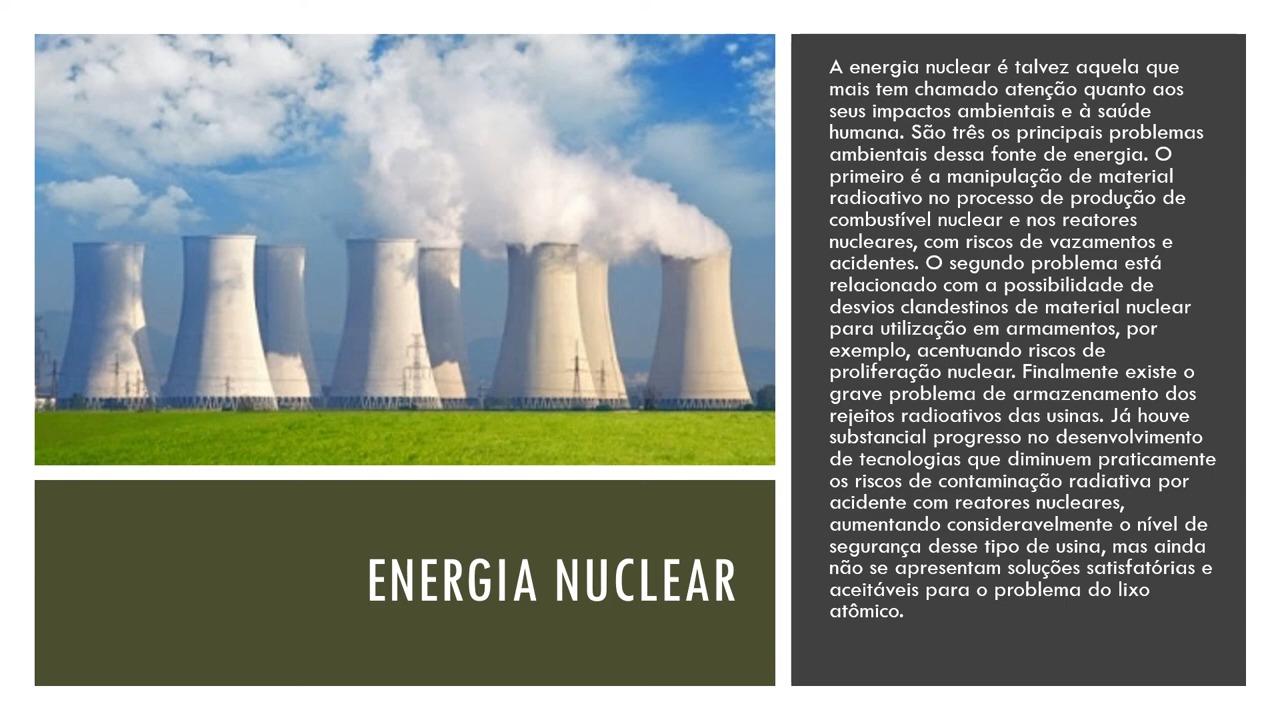 A energia nuclear é talvez aquela que
mais tem chamado atenção quanto aos
seus impactos ambientais e à saúde
humana. São três os principais problemas
ambientais dessa fonte de energia. O
primeiro é a manipulação de material
radioativo no processo de produção de
combustível nuclear e nos reatores
nucleares, com riscos de vazamentos e
acidentes. O segundo problema está
relacionado com a possibilidade de
desvios clandestinos de material nuclear
para utilização em armamentos, por
exemplo, acentuando riscos de
proliferação nuclear. Finalmente existe o
grave problema de armazenamento dos
rejeitos radioativos das usinas. Já houve
substancial progresso no desenvolvimento
de tecnologias que diminuem praticamente
os riscos de contaminação radiativa por
acidente com reatores nucleares,
aumentando consideravelmente o nível de
segurança desse tipo de usina, mas ainda
não se apresentam soluções satisfatórias e
aceitáveis para o problema do lixo
atômico.
ENERGIA NUCLEAR